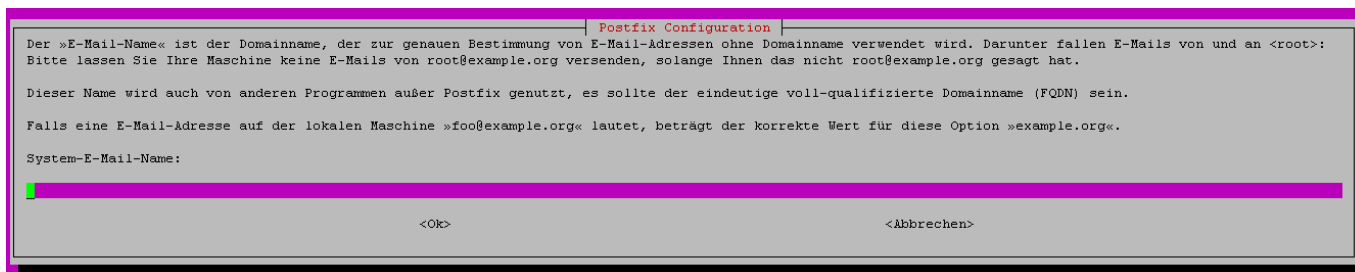 Postfix Configuration
Der »E-Mail-Name« ist der Domainname, der zur genauen Bestimmung von E-Mail-Adressen ohne Domainname verwendet wird. Darunter fallen E-Mails von und an <root>:
Bitte lassen Sie Ihre Maschine keine E-Mails von root@example.org versenden, solange Ihnen das nicht root@example.org gesagt hat.
Dieser Name wird auch von anderen Programmen außer Postfix genutzt, es sollte der eindeutige voll-qualifizierte Domainname (FQDN) sein.
Falls eine E-Mail-Adresse auf der lokalen Maschine »foo@example.org« lautet, beträgt der korrekte Wert für diese Option »example.org«.
System-E-Mail-Name:
<Ok> <Abbrechen>